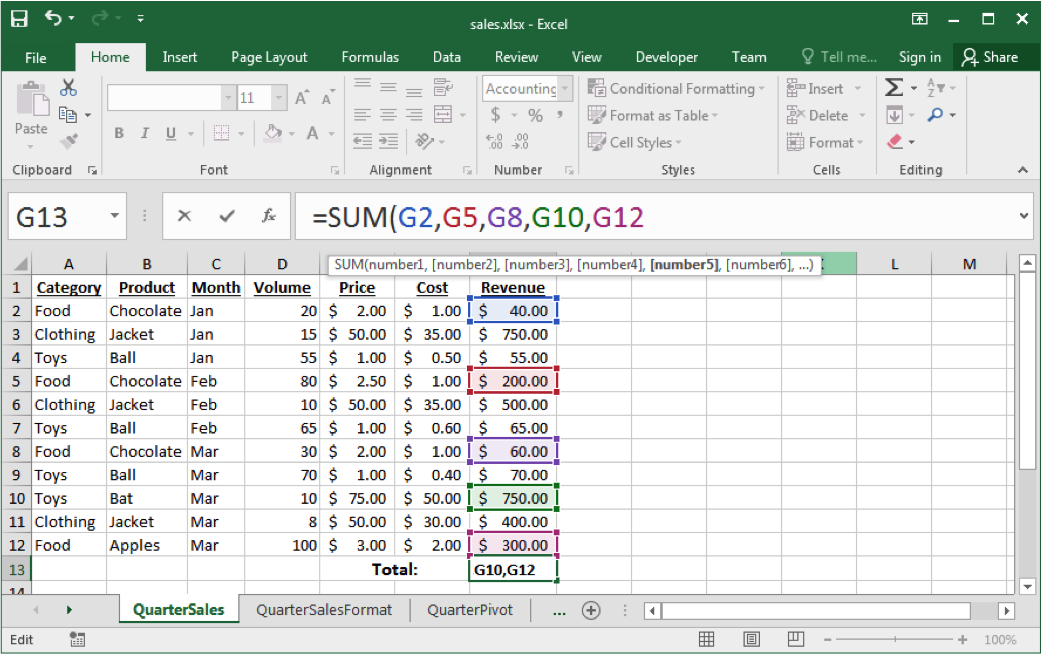 sales.xlsx - Excel
File Home Insert Page Layout Formulas Data Review View Developer Team Tell me... Sign in Share
Paste
11
B I U
A
Accounting
$ % ,
Conditional Formatting
Format as Table
Cell Styles
Insert
Delete
Format
Clipboard Font Alignment Number Styles Cells Editing
G13 fx =SUM(G2,G5,G8,G10,G12
SUM(number1, [number2], [number3], [number4], [number5], [number6], ...)
A B C D L M
1 Category Product Month Volume Price Cost Revenue
2 Food Chocolate Jan 20 $ 2.00 $ 1.00 $ 40.00
3 Clothing Jacket Jan 15 $ 50.00 $ 35.00 $ 750.00
4 Toys Ball Jan 55 $ 1.00 $ 0.50 $ 55.00
5 Food Chocolate Feb 80 $ 2.50 $ 1.00 $ 200.00
6 Clothing Jacket Feb 10 $ 50.00 $ 35.00 $ 500.00
7 Toys Ball Feb 65 $ 1.00 $ 0.60 $ 65.00
8 Food Chocolate Mar 30 $ 2.00 $ 1.00 $ 60.00
9 Toys Ball Mar 70 $ 1.00 $ 0.40 $ 70.00
10 Toys Bat Mar 10 $ 75.00 $ 50.00 $ 750.00
11 Clothing Jacket Mar 8 $ 50.00 $ 30.00 $ 400.00
12 Food Apples Mar 100 $ 3.00 $ 2.00 $ 300.00
13 Total: G10,G12
14
QuarterSales QuarterSalesFormat QuarterPivot ...
Edit 100%